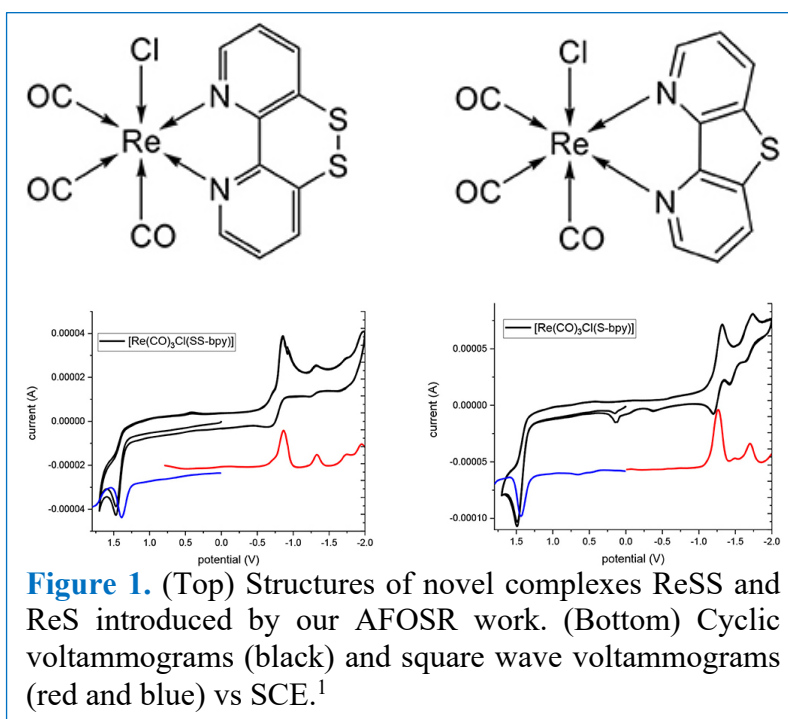 Cl
OC
N
Re
S
S
OC
N
CO
Cl
OC
N
Re
S
OC
N
CO
[Re(CO)₃Cl(SS-bpy)]
0.00004
0.00002
0.00000
-0.00002
-0.00004
current (A)
1.5 1.0 0.5 0.0 -0.5 -1.0 -1.5 -2.0
potential (V)
[Re(CO)₃Cl(S-bpy)]
0.00005
0.00000
-0.00005
-0.00010
current (A)
1.5 1.0 0.5 0.0 -0.5 -1.0 -1.5 -2.0
potential (V)
Figure 1. (Top) Structures of novel complexes ReSS and
ReS introduced by our AFOSR work. (Bottom) Cyclic
voltammograms (black) and square wave voltammograms
(red and blue) vs SCE.¹